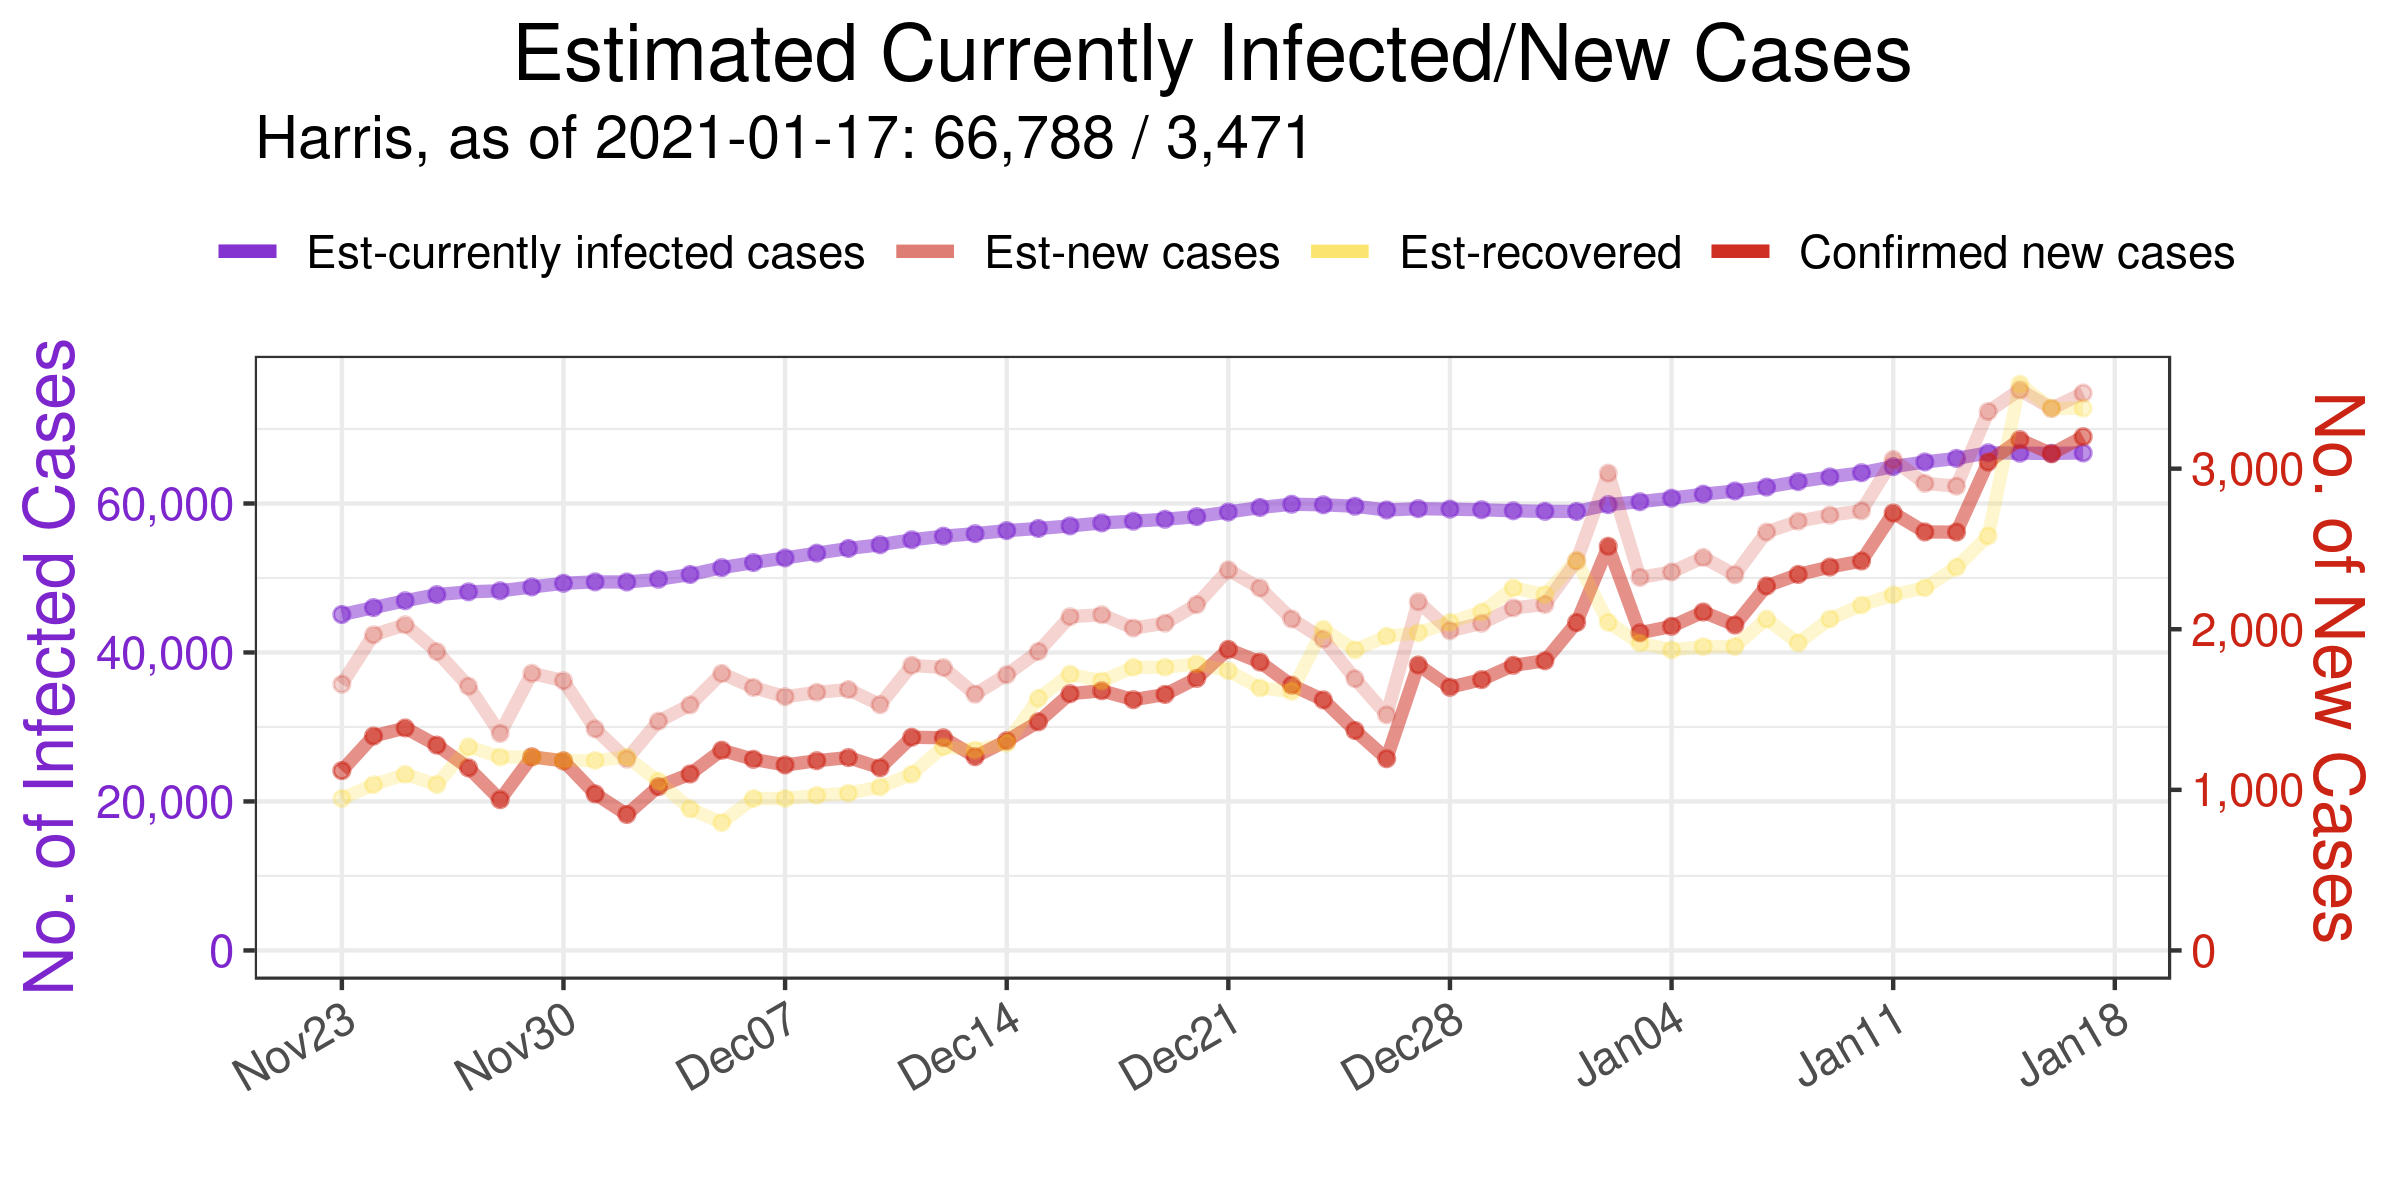 Estimated Currently Infected/New Cases
Harris, as of 2021-01-17: 66,788 / 3,471
Est-currently infected cases Est-new cases Est-recovered Confirmed new cases
No. of Infected Cases
60,000
40,000
20,000
0
3,000
2,000
1,000
0
No. of New Cases
Nov23 Nov30 Dec07 Dec14 Dec21 Dec28 Jan04 Jan11 Jan18